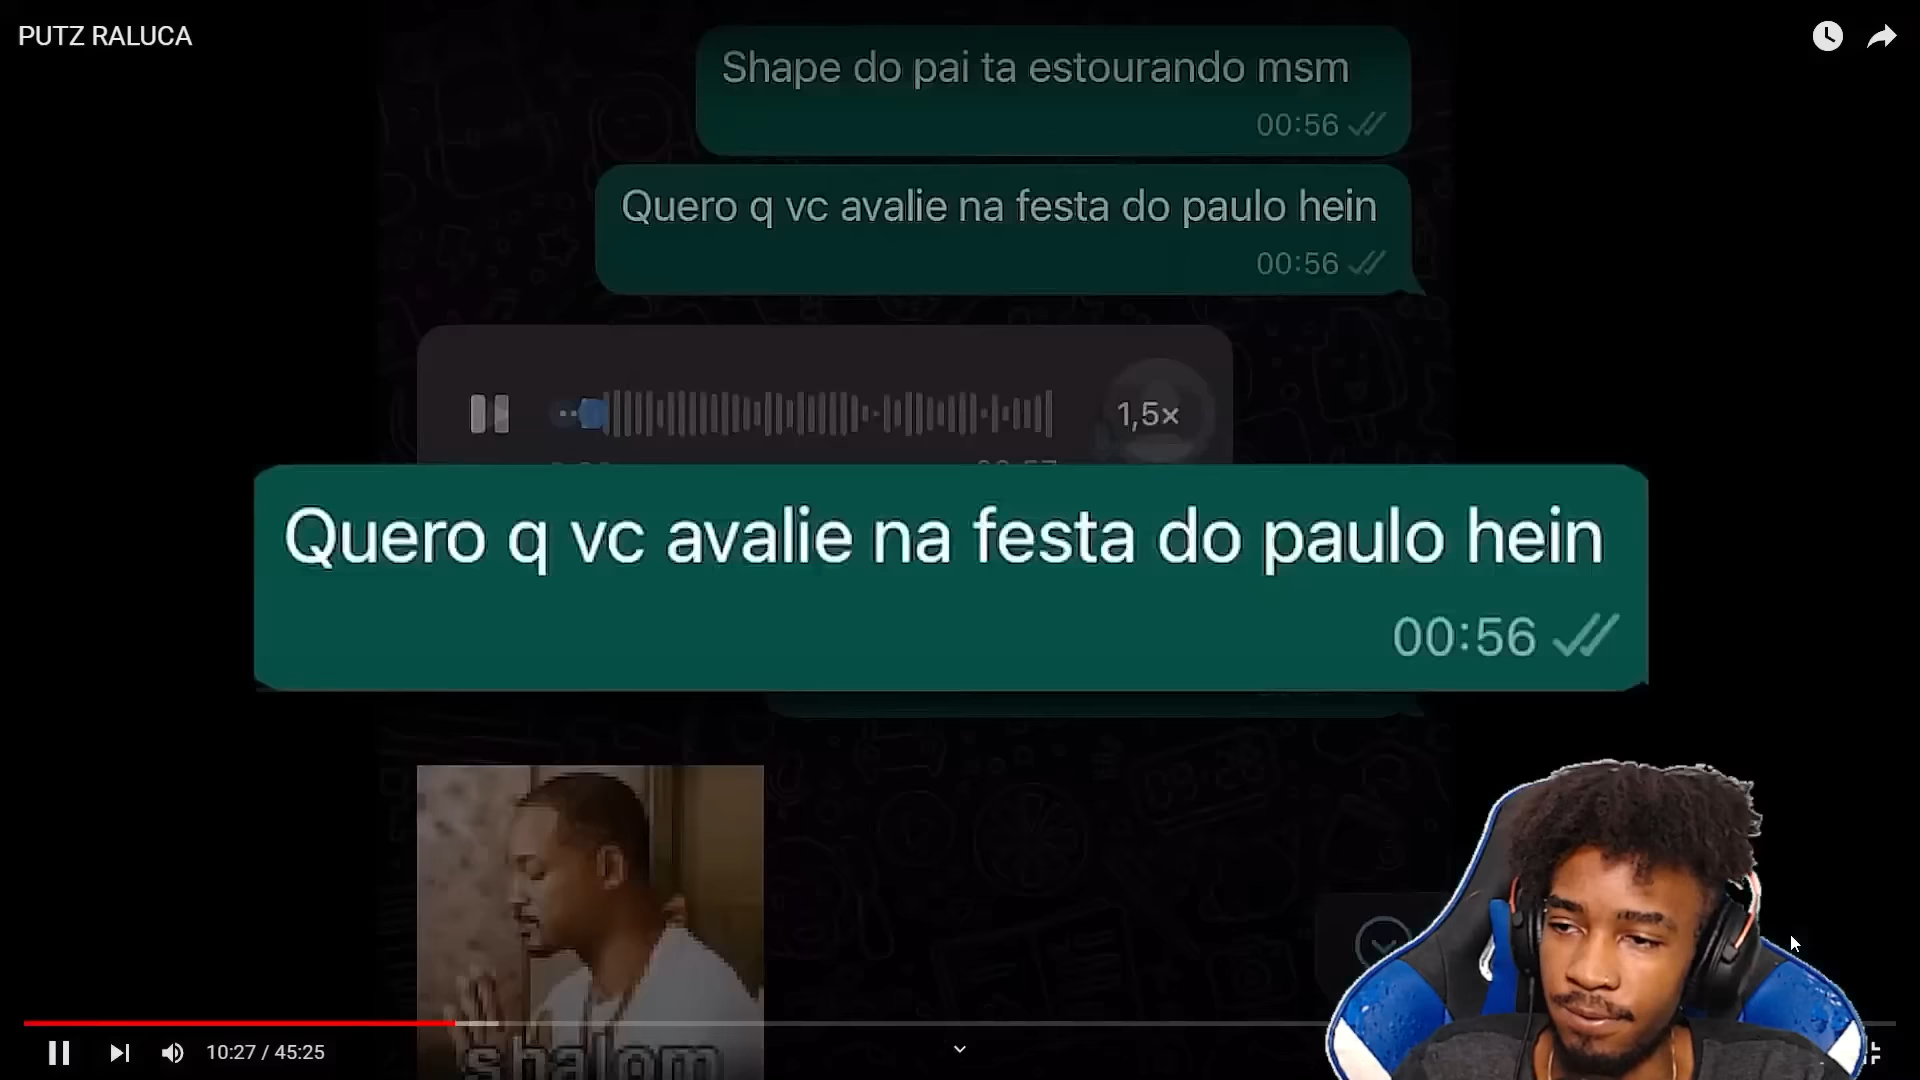 PUTZ RALUCA
Shape do pai ta estourando msm
00:56
Quero q vc avalie na festa do paulo hein
00:56
1,5×
Quero q vc avalie na festa do paulo hein
00:56
shalom
10:27 / 45:25